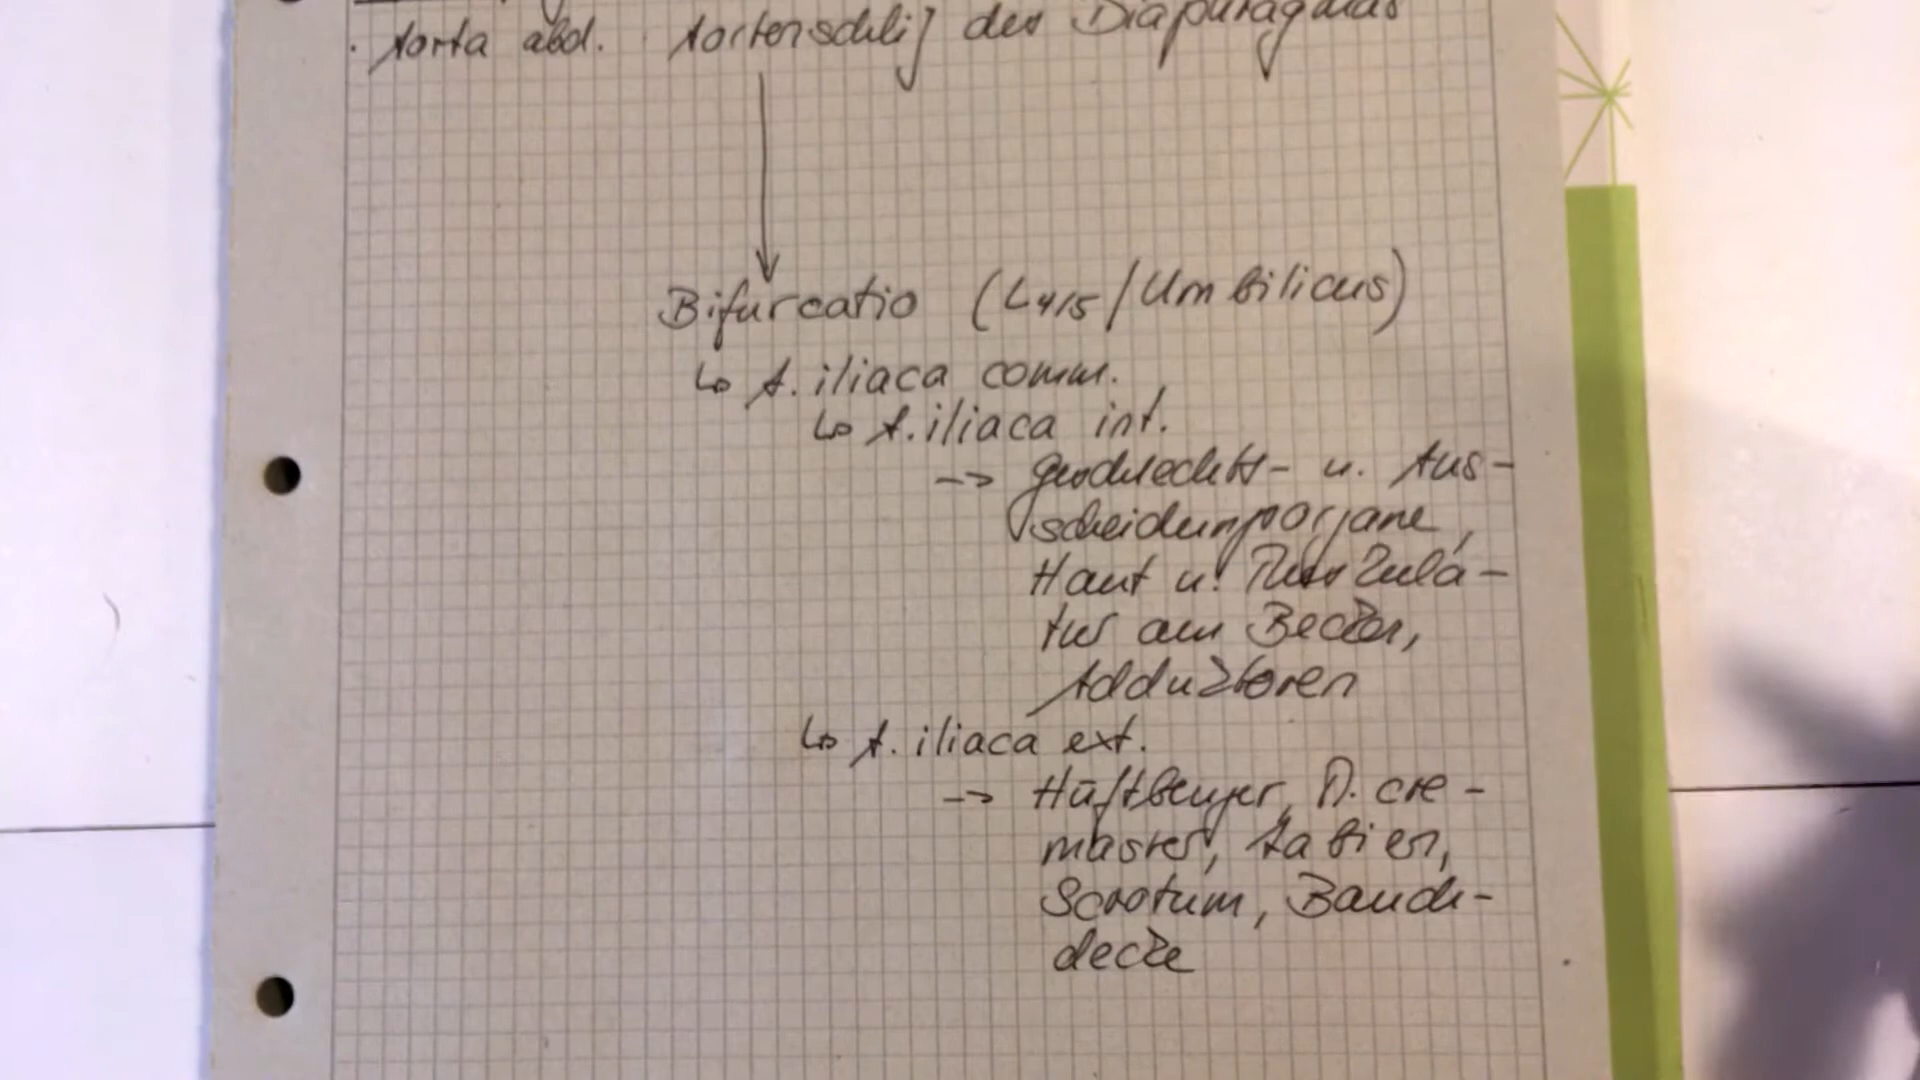 · Aorta abd. Aortenschlitz des Diaphragmas
Bifurcatio (L4/5/Umbilicus)
↳ A. iliaca comm.
↳ A. iliaca int.
-> Geschlechts- u. Aus-
scheidungsorgane,
Haut u. Muskula-
tur am Becken,
Adduktoren
↳ A. iliaca ext.
-> Hüftbeuger, M. cre-
master, Labien,
Scrotum, Bauch-
decke